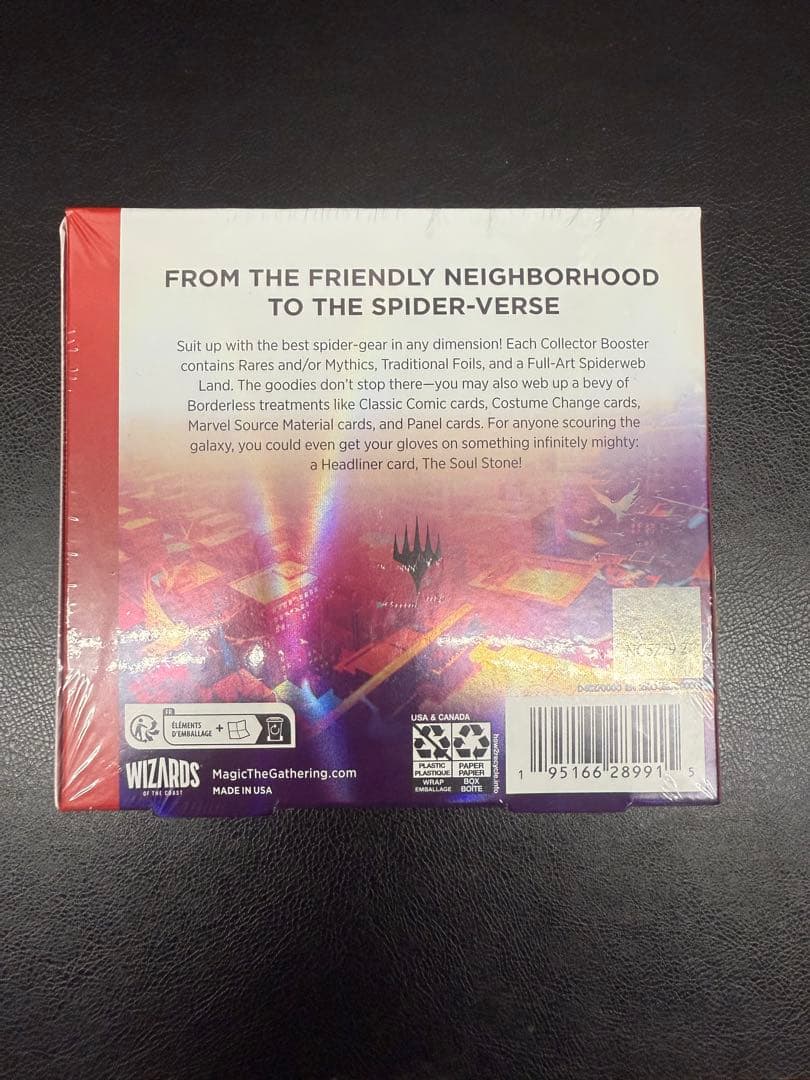 FROM THE FRIENDLY NEIGHBORHOOD
TO THE SPIDER-VERSE
Suit up with the best spider-gear in any dimension! Each Collector Booster
contains Rares and/or Mythics, Traditional Foils, and a Full-Art Spiderweb
Land. The goodies don't stop there—you may also web up a bevy of
Borderless treatments like Classic Comic cards, Costume Change cards,
Marvel Source Material cards, and Panel cards. For anyone scouring the
galaxy, you could even get your gloves on something infinitely mighty:
a Headliner card, The Soul Stone!
FR
ÉLÉMENTS
D'EMBALLAGE
+
WIZARDS
OF THE COAST
MagicTheGathering.com
MADE IN USA
USA & CANADA
PLASTIC
PLASTIQUE
WRAP
EMBALLAGE
PAPER
PAPIER
BOX
BOÎTE
how2recycle.info
1 95166 28991 5